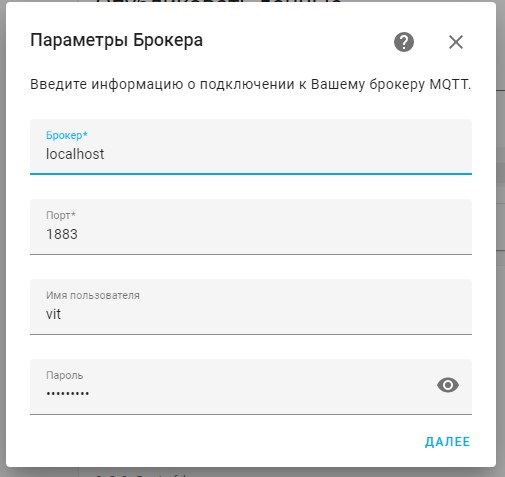 Параметры Брокера
Введите информацию о подключении к Вашему брокеру MQTT.
Брокер*
localhost
Порт*
1883
Имя пользователя
vit
Пароль
•••••••••
ДАЛЕЕ